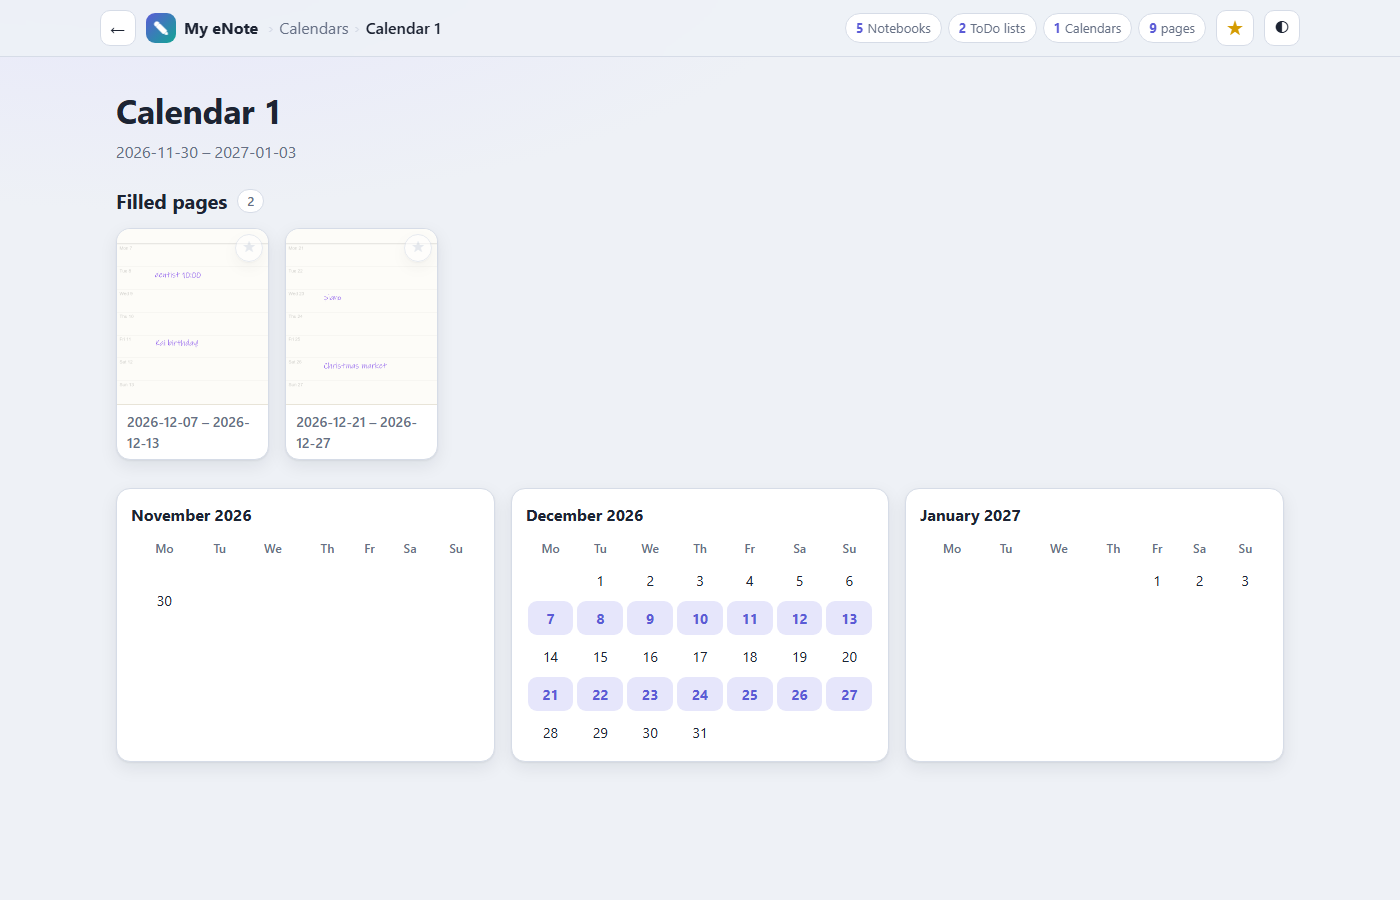 ← My eNote › Calendars › Calendar 1
5 Notebooks 2 ToDo lists 1 Calendars 9 pages
Calendar 1
2026-11-30 – 2027-01-03
Filled pages 2
dentist 10:00
Kai birthday
Christmas market
2026-12-07 – 2026-
12-13
2026-12-21 – 2026-
12-27
November 2026
Mo Tu We Th Fr Sa Su
30
December 2026
Mo Tu We Th Fr Sa Su
1 2 3 4 5 6
7 8 9 10 11 12 13
14 15 16 17 18 19 20
21 22 23 24 25 26 27
28 29 30 31
January 2027
Mo Tu We Th Fr Sa Su
1 2 3